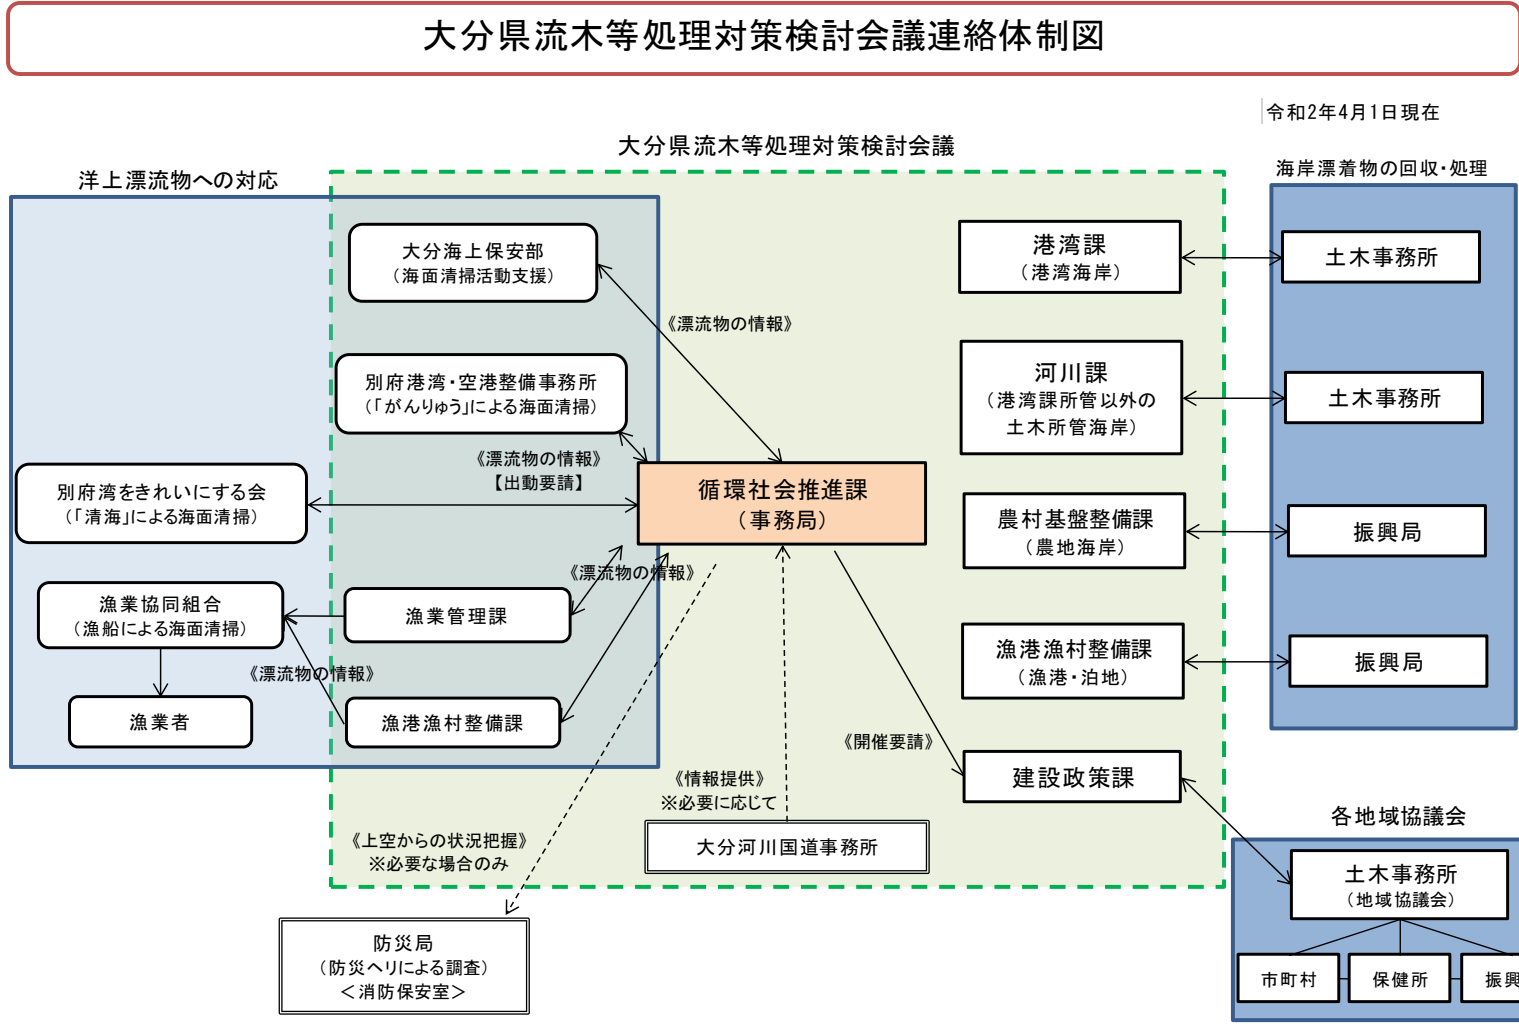 大分県流木等処理対策検討会議連絡体制図
令和2年4月1日現在
大分県流木等処理対策検討会議
洋上漂流物への対応
海岸漂着物の回収・処理
大分海上保安部
（海面清掃活動支援）
港湾課
（港湾海岸）
土木事務所
《漂流物の情報》
別府港湾・空港整備事務所
（「がんりゅう」による海面清掃）
河川課
（港湾課所管以外の
土木所管海岸）
土木事務所
《漂流物の情報》
【出動要請】
別府湾をきれいにする会
（「清海」による海面清掃）
循環社会推進課
（事務局）
農村基盤整備課
（農地海岸）
振興局
《漂流物の情報》
漁業協同組合
（漁船による海面清掃）
漁業管理課
漁港漁村整備課
（漁港・泊地）
振興局
《漂流物の情報》
漁業者
漁港漁村整備課
《開催要請》
建設政策課
《情報提供》
※必要に応じて
各地域協議会
《上空からの状況把握》
※必要な場合のみ
大分河川国道事務所
土木事務所
（地域協議会）
防災局
（防災ヘリによる調査）
＜消防保安室＞
市町村
保健所
振興